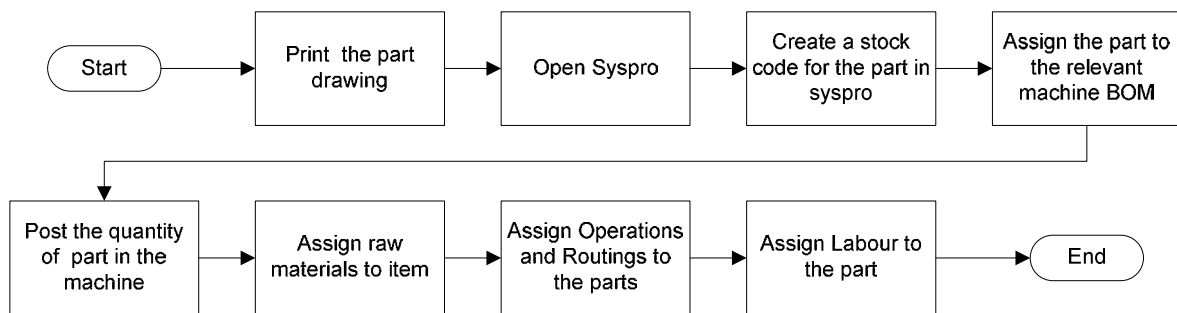 Start
Print the part
drawing
Open Syspro
Create a stock
code for the part in
syspro
Assign the part to
the relevant
machine BOM
Post the quantity
of part in the
machine
Assign raw
materials to item
Assign Operations
and Routings to
the parts
Assign Labour to
the part
End